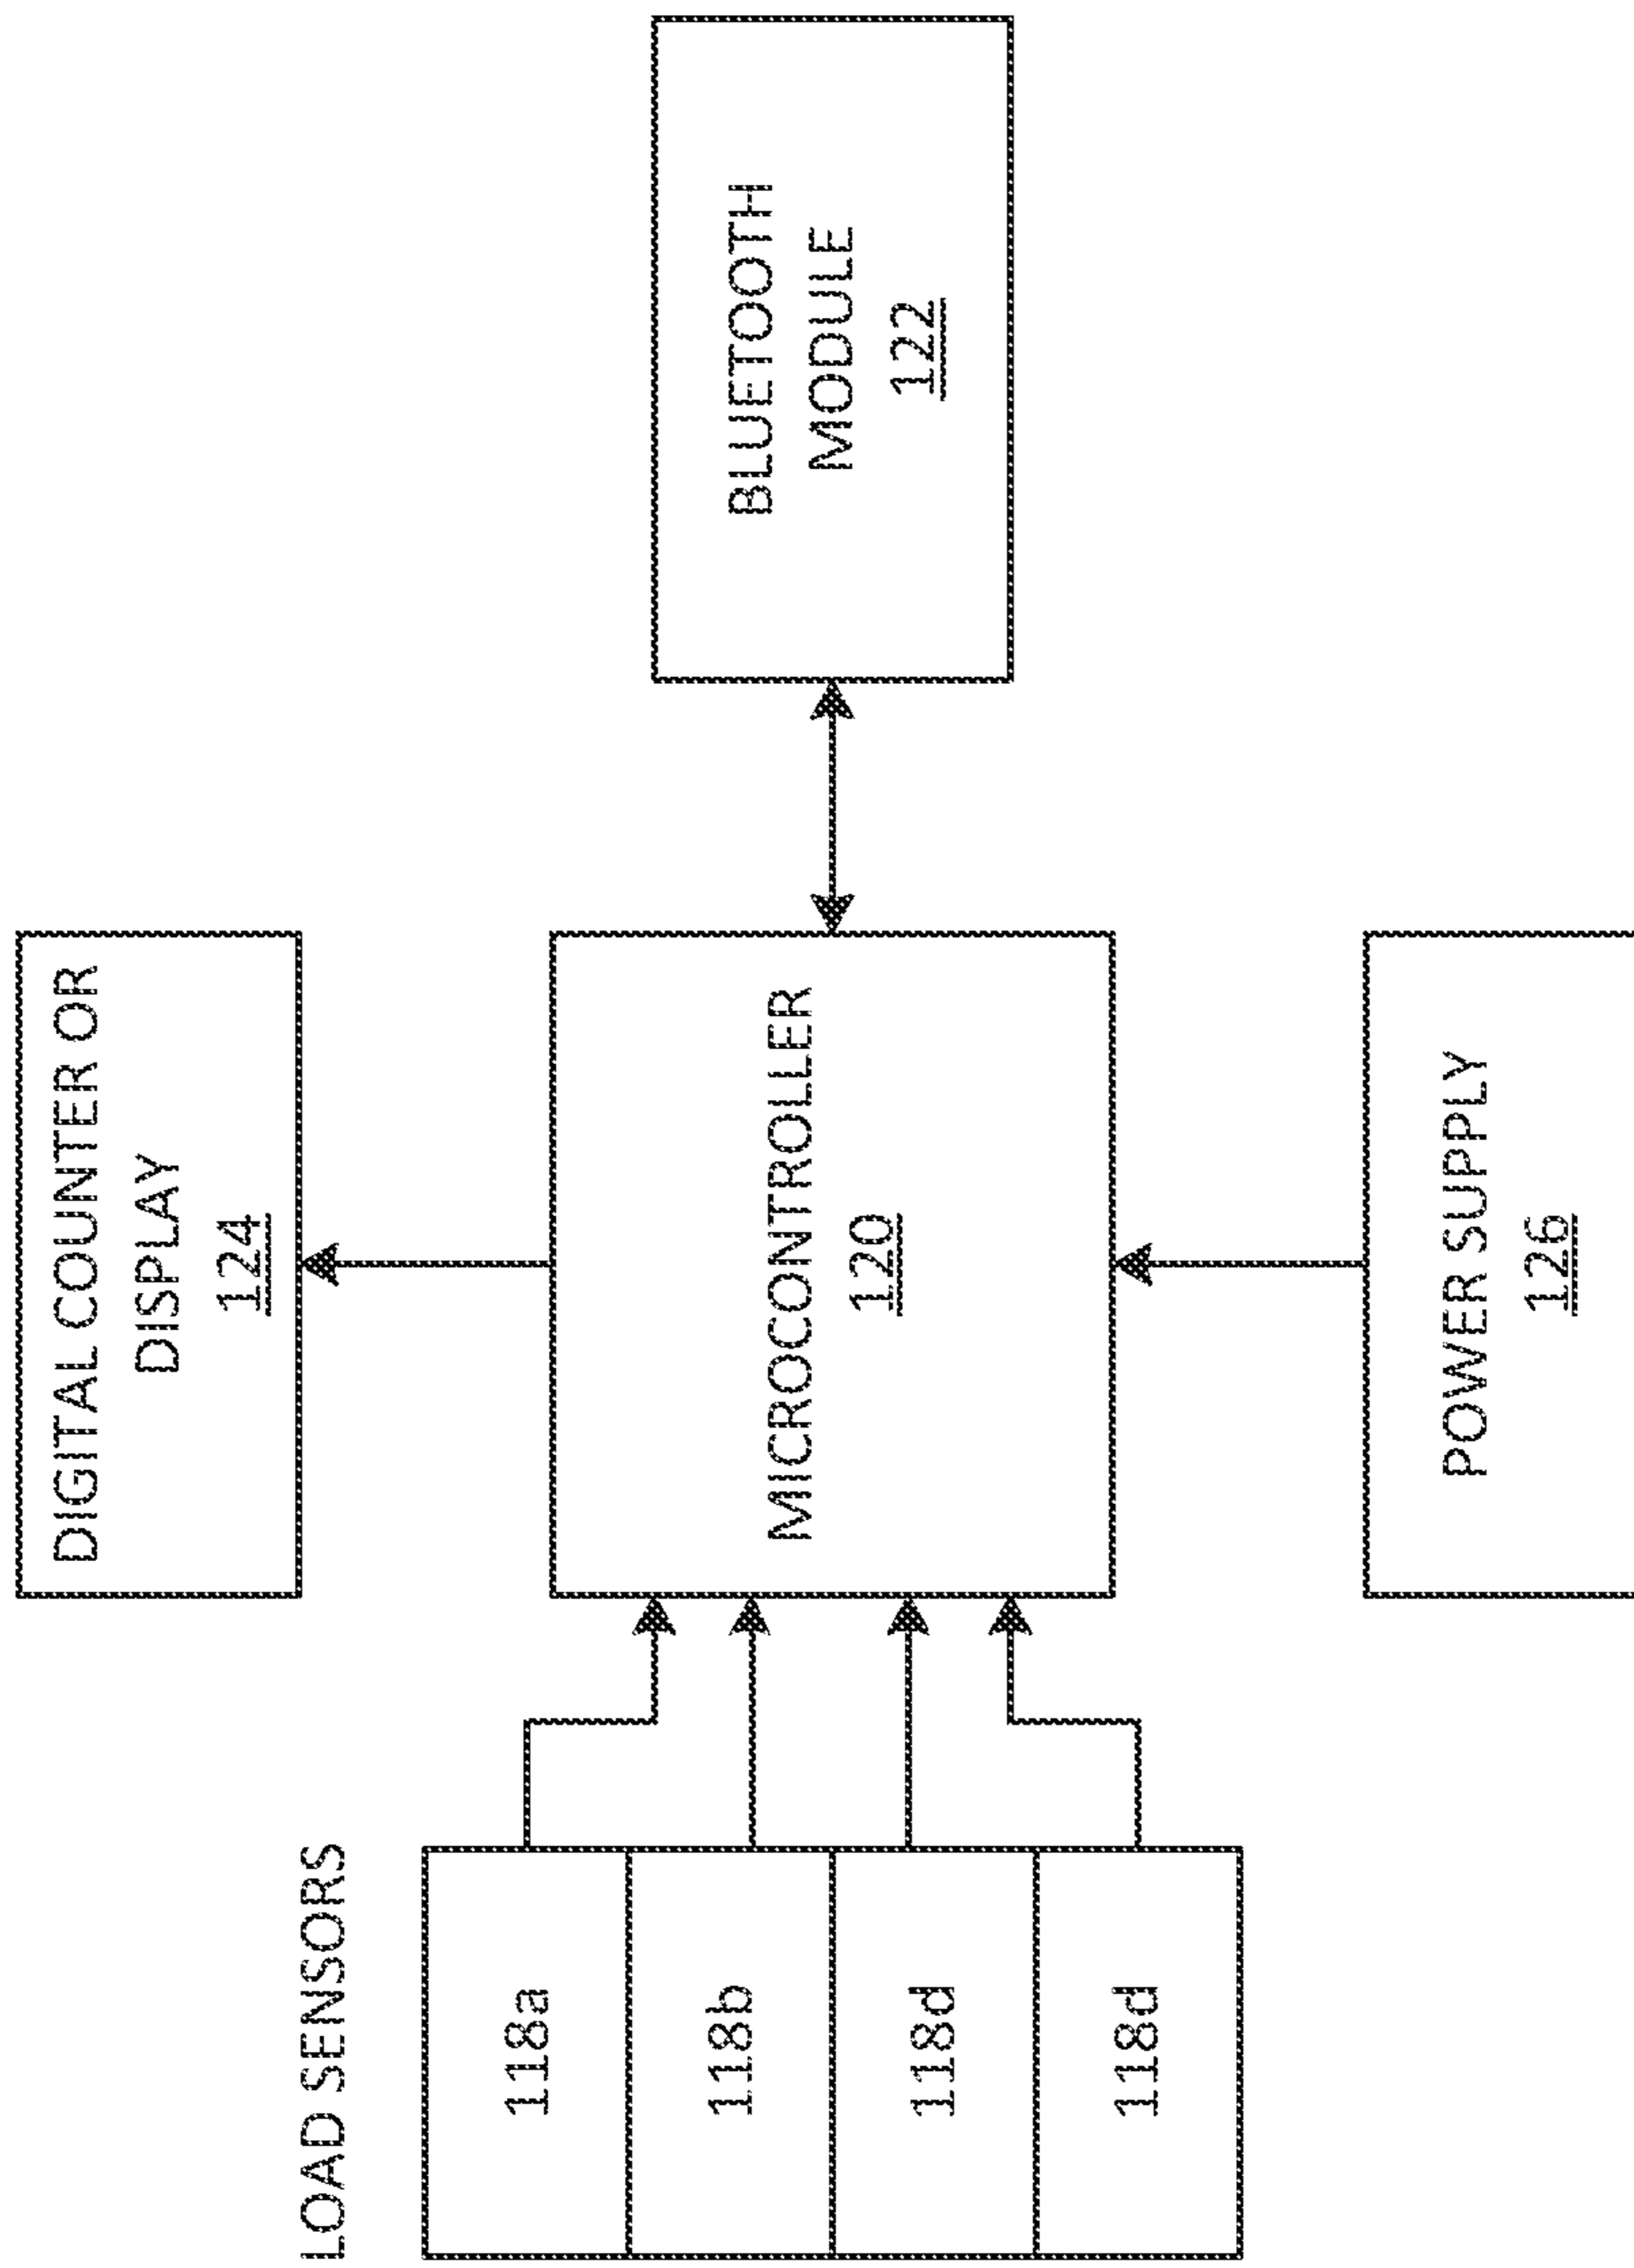 DIGITAL COUNTER OR
DISPLAY
124
LOAD SENSORS
118a
118b
118d
118d
MICROCONTROLLER
120
BLUETOOTH
MODULE
122
POWER SUPPLY
126